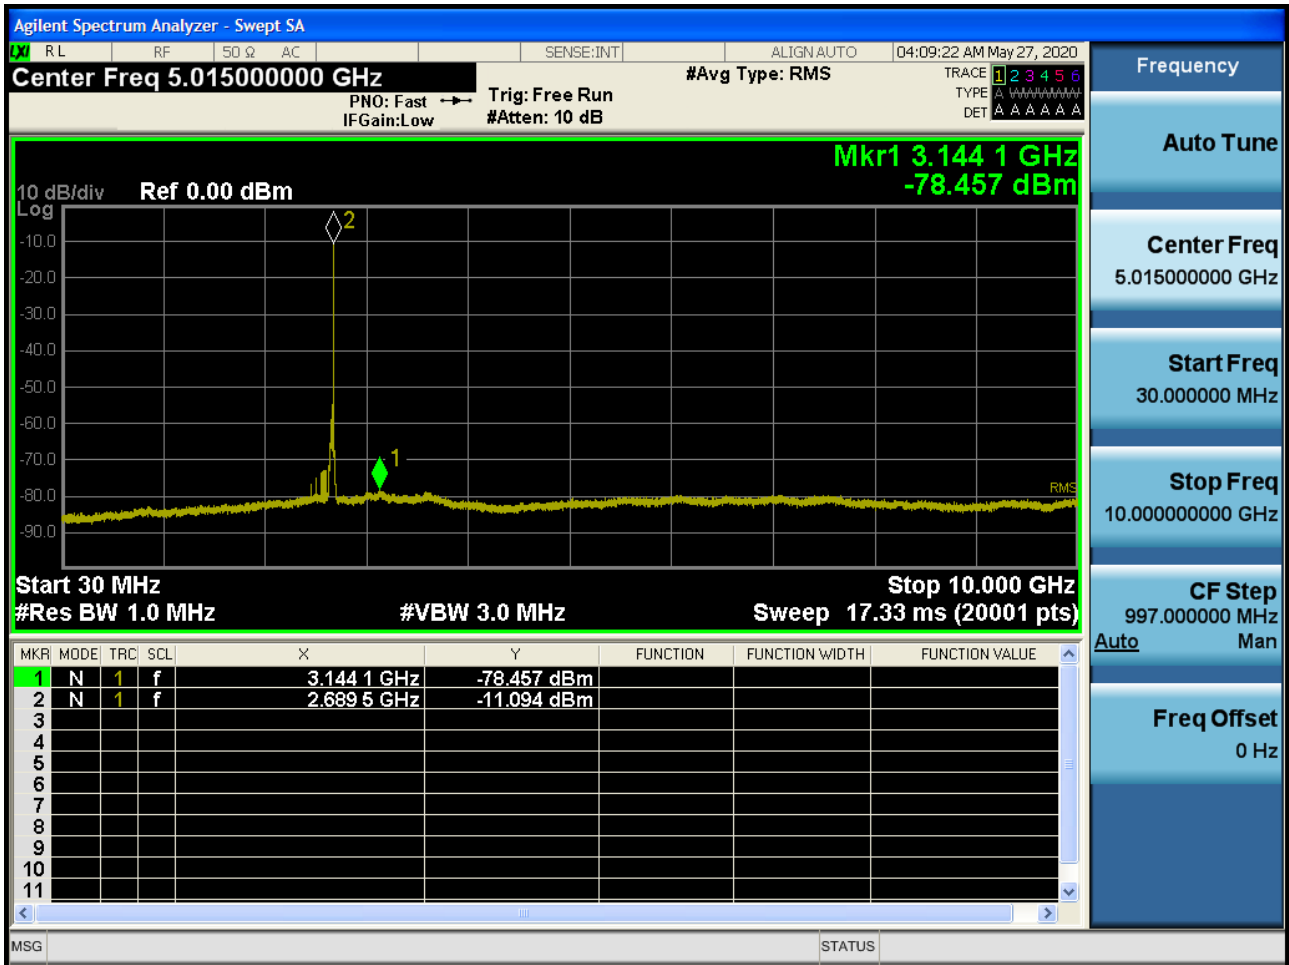 Agilent Spectrum Analyzer - Swept SA
LXI RL RF 50 Ω AC SENSE:INT ALIGN AUTO 04:09:22 AM May 27, 2020
Center Freq 5.015000000 GHz
PNO: Fast
IFGain:Low
Trig: Free Run
#Atten: 10 dB
#Avg Type: RMS
TRACE 1 2 3 4 5 6
TYPE A WWWWW
DET A A A A A A
Mkr1 3.144 1 GHz
-78.457 dBm
10 dB/div Ref 0.00 dBm
Log
-10.0
-20.0
-30.0
-40.0
-50.0
-60.0
-70.0
-80.0
-90.0
2
1
RMS
Start 30 MHz Stop 10.000 GHz
#Res BW 1.0 MHz #VBW 3.0 MHz Sweep 17.33 ms (20001 pts)
MKR MODE TRC SCL X Y FUNCTION FUNCTION WIDTH FUNCTION VALUE
1 N 1 f 3.144 1 GHz -78.457 dBm
2 N 1 f 2.689 5 GHz -11.094 dBm
3
4
5
6
7
8
9
10
11
MSG STATUS
Frequency
Auto Tune
Center Freq
5.015000000 GHz
Start Freq
30.000000 MHz
Stop Freq
10.000000000 GHz
CF Step
997.000000 MHz
Auto Man
Freq Offset
0 Hz